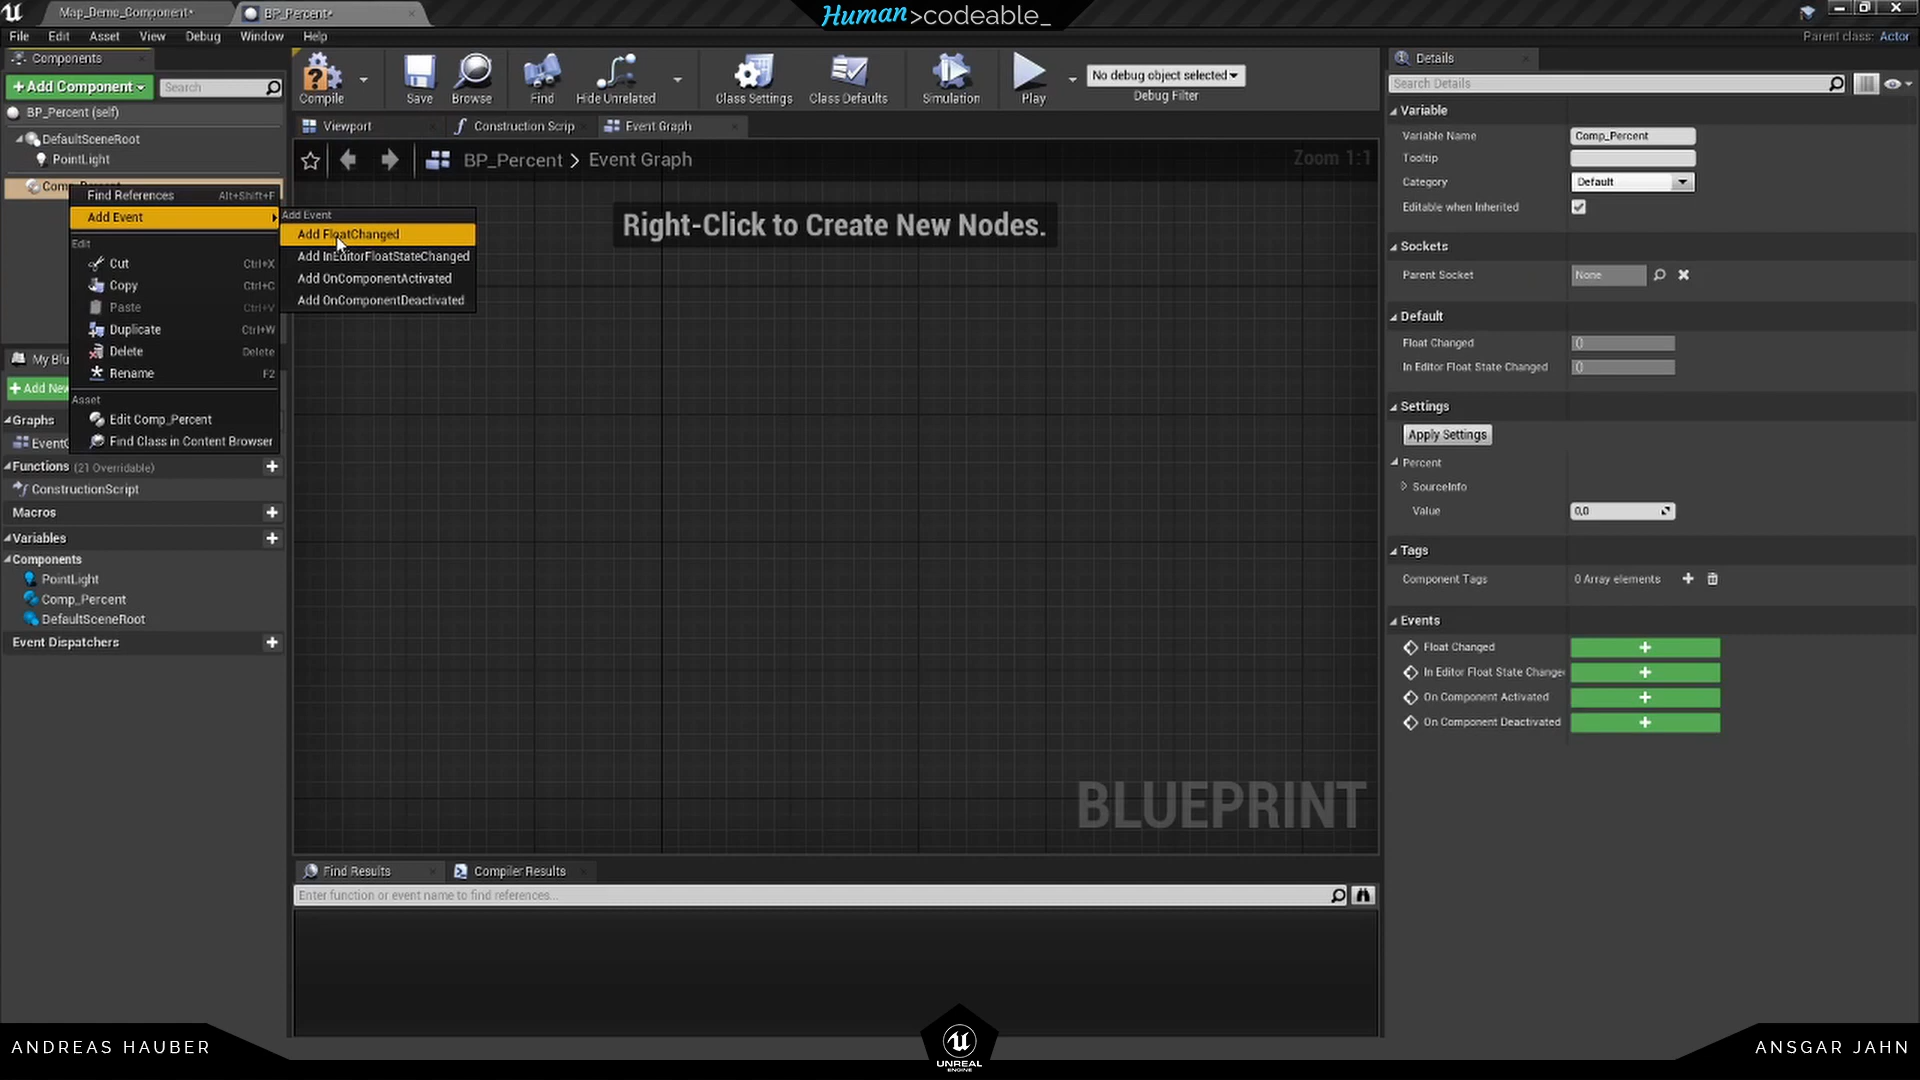 Map_Demo_Component*
BP_Percent*
Human>codeable_
File Edit Asset View Debug Window Help
Parent class: Actor
Components
+Add Component
Search
BP_Percent (self)
DefaultSceneRoot
PointLight
Find References Alt+Shift+F
Add Event
Edit
Cut Ctrl+X
Copy Ctrl+C
Paste Ctrl+V
Duplicate Ctrl+W
Delete Delete
Rename F2
Asset
Edit Comp_Percent
Find Class in Content Browser
Add Event
Add FloatChanged
Add InEditorFloatStateChanged
Add OnComponentActivated
Add OnComponentDeactivated
My Blu
+Add New
Graphs
Functions (21 Overridable)
ConstructionScript
Macros
Variables
Components
PointLight
Comp_Percent
DefaultSceneRoot
Event Dispatchers
Compile
Save
Browse
Find
Hide Unrelated
Class Settings
Class Defaults
Simulation
Play
No debug object selected
Debug Filter
Viewport
Construction Scrip
Event Graph
BP_Percent > Event Graph
Zoom 1:1
Right-Click to Create New Nodes.
BLUEPRINT
Find Results
Compiler Results
Enter function or event name to find references...
Details
Search Details
Variable
Variable Name Comp_Percent
Tooltip
Category Default
Editable when Inherited
Sockets
Parent Socket None
Default
Float Changed ()
In Editor Float State Changed ()
Settings
Apply Settings
Percent
SourceInfo
Value 0,0
Tags
Component Tags 0 Array elements
Events
Float Changed
In Editor Float State Change
On Component Activated
On Component Deactivated
ANDREAS HAUBER
UNREAL
ENGINE
ANSGAR JAHN